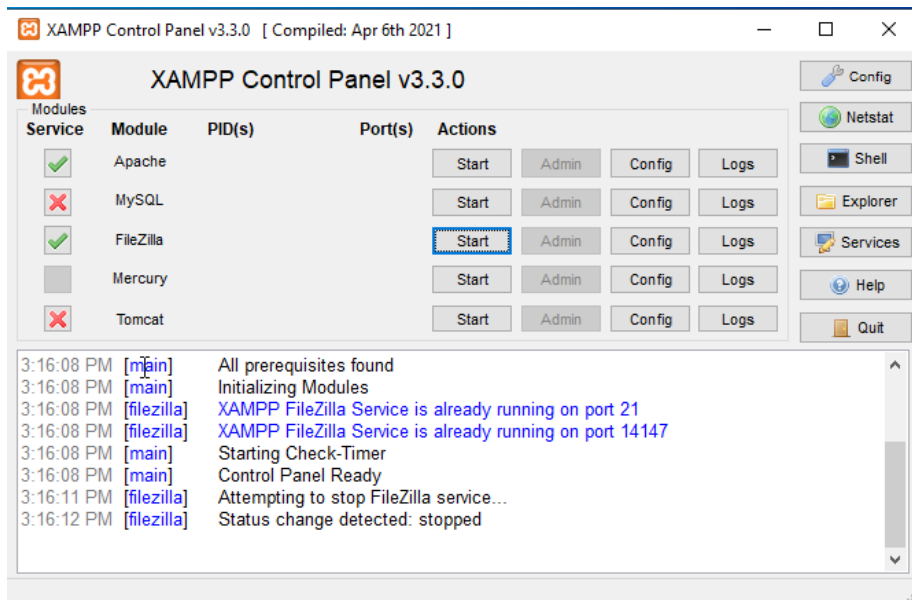 XAMPP Control Panel v3.3.0 [ Compiled: Apr 6th 2021 ]
XAMPP Control Panel v3.3.0
Config
Modules
Netstat
Service Module PID(s) Port(s) Actions
Apache Start Admin Config Logs
Shell
MySQL Start Admin Config Logs
Explorer
FileZilla Start Admin Config Logs
Services
Mercury Start Admin Config Logs
Help
Tomcat Start Admin Config Logs
Quit
3:16:08 PM [main] All prerequisites found
3:16:08 PM [main] Initializing Modules
3:16:08 PM [filezilla] XAMPP FileZilla Service is already running on port 21
3:16:08 PM [filezilla] XAMPP FileZilla Service is already running on port 14147
3:16:08 PM [main] Starting Check-Timer
3:16:08 PM [main] Control Panel Ready
3:16:11 PM [filezilla] Attempting to stop FileZilla service...
3:16:12 PM [filezilla] Status change detected: stopped